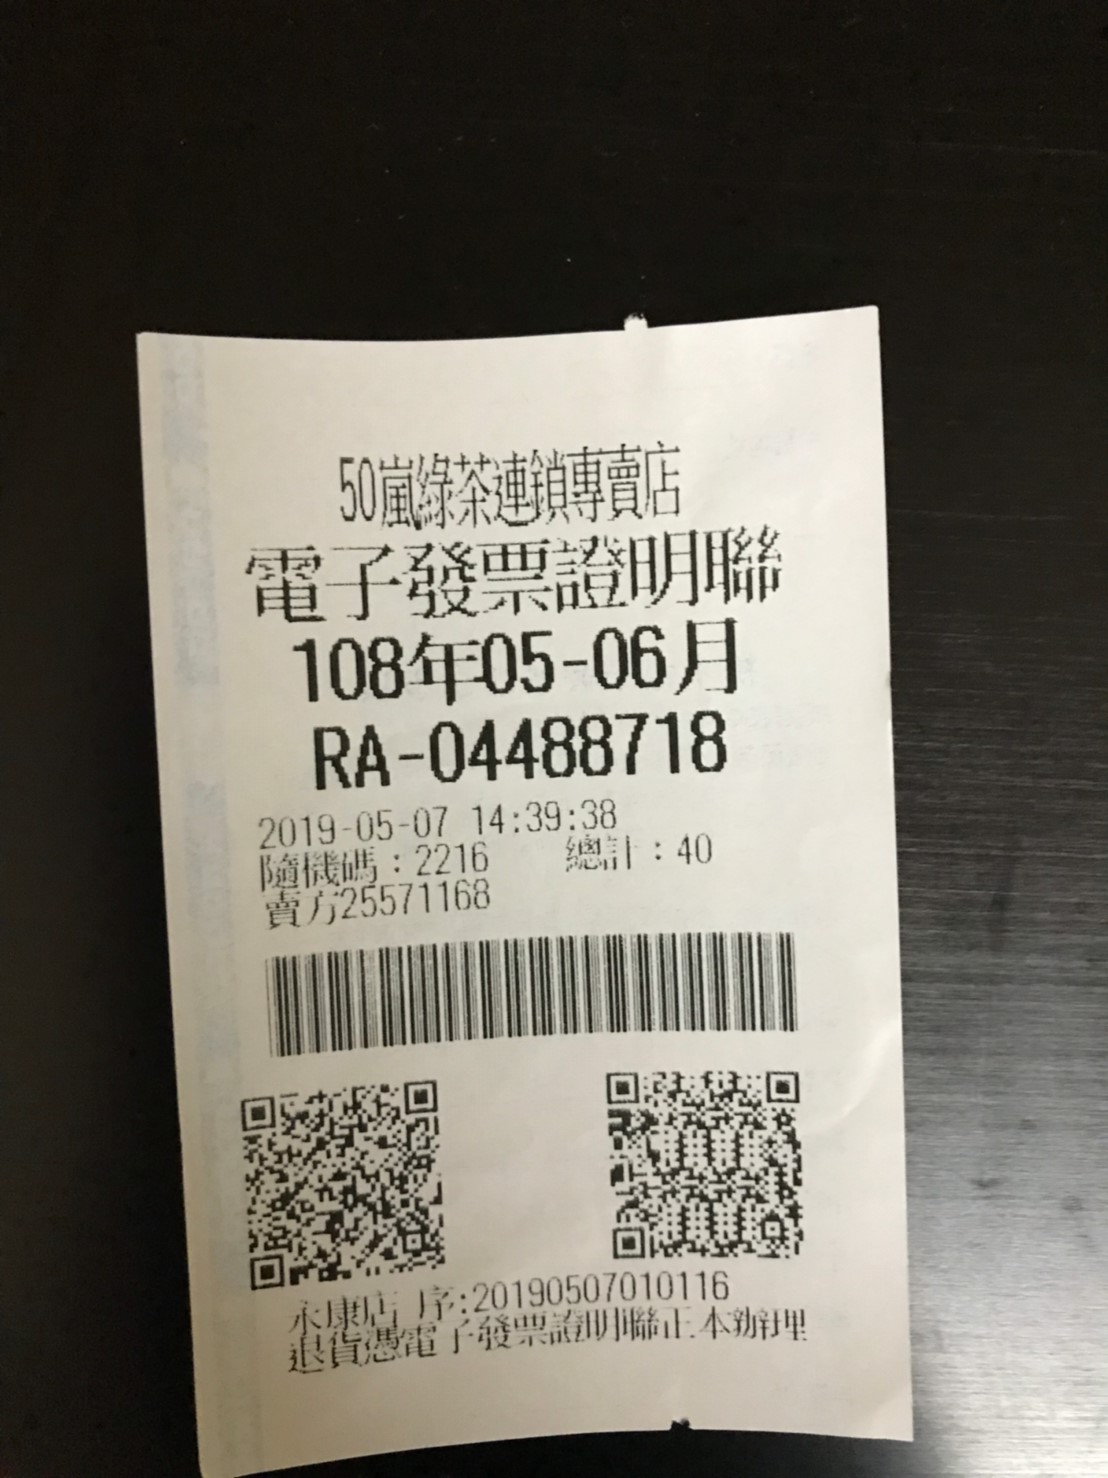 50嵐綠茶連鎖專賣店
電子發票證明聯
108年05-06月
RA-04488718
2019-05-07 14:39:38
隨機碼：2216 總計：40
賣方25571168
永康店 序:20190507010116
退貨憑電子發票證明聯正本辦理